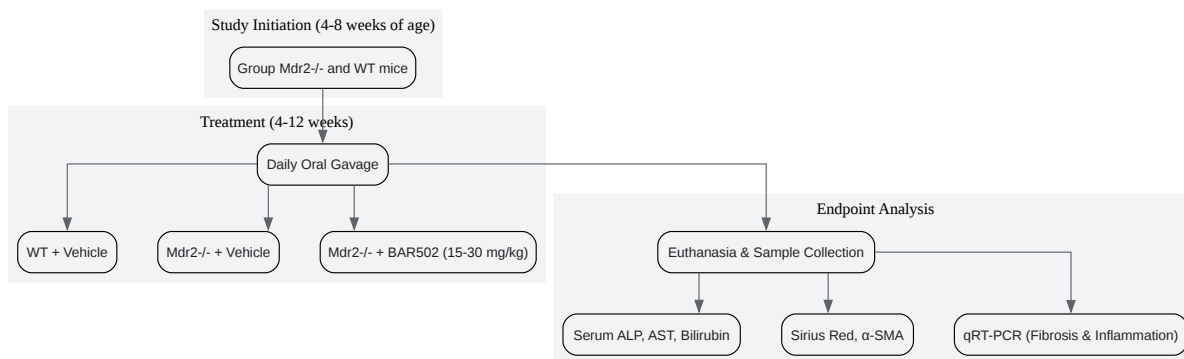 Study Initiation (4-8 weeks of age)
Group Mdr2-/- and WT mice
Treatment (4-12 weeks)
Daily Oral Gavage
WT + Vehicle
Mdr2-/- + Vehicle
Mdr2-/- + BAR502 (15-30 mg/kg)
Endpoint Analysis
Euthanasia & Sample Collection
Serum ALP, AST, Bilirubin
Sirius Red, α-SMA
qRT-PCR (Fibrosis & Inflammation)